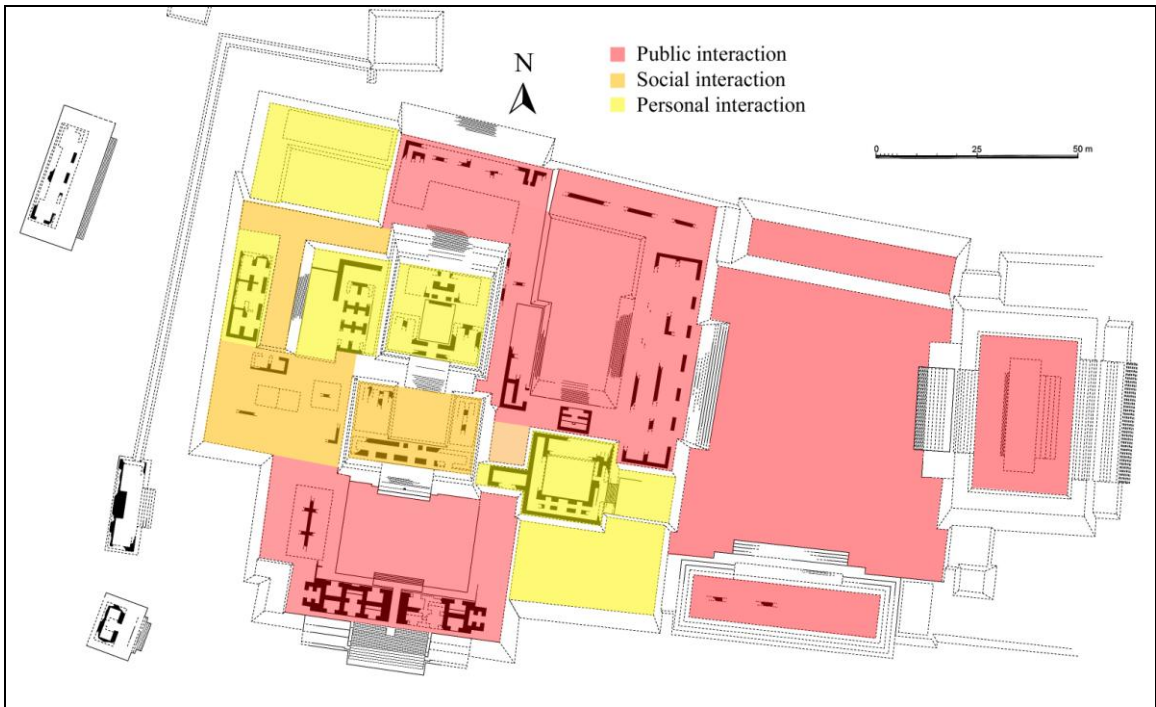 N
Public interaction
Social interaction
Personal interaction
0 25 50 m